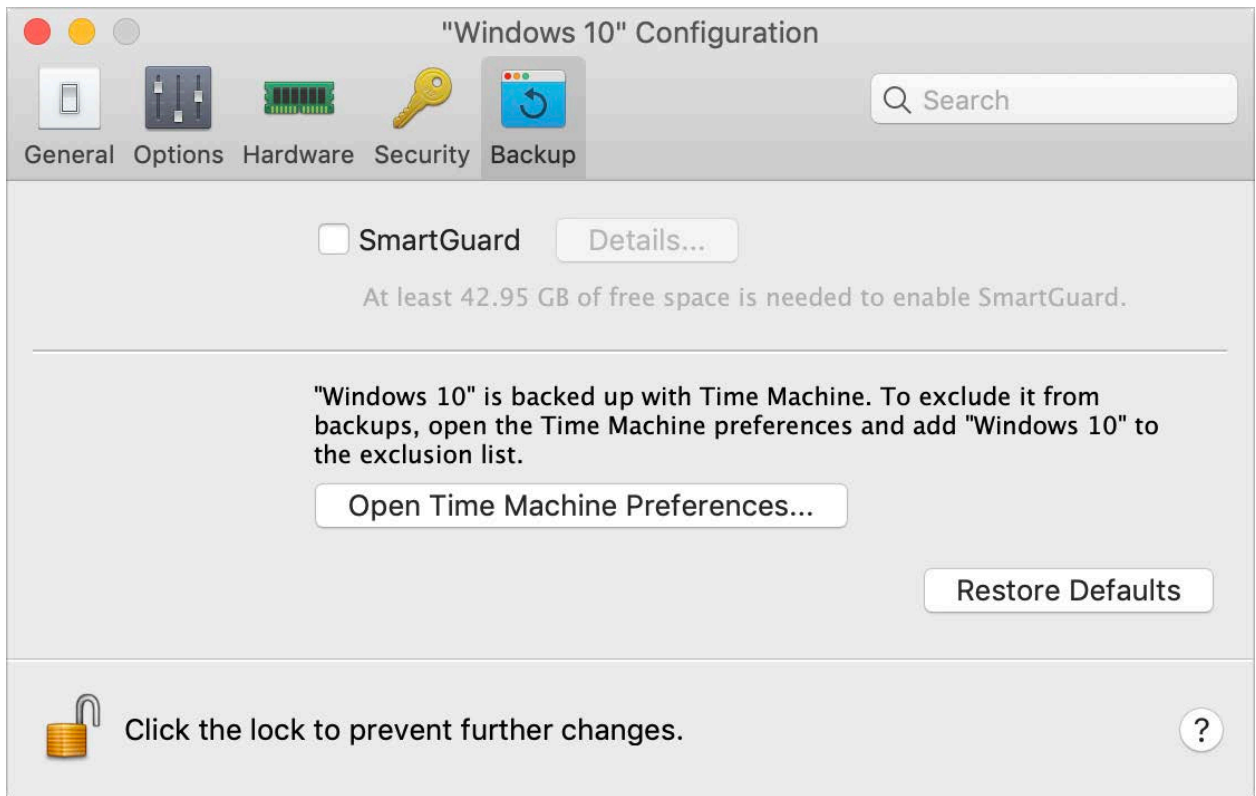 "Windows 10" Configuration
General Options Hardware Security Backup
Search
SmartGuard
Details...
At least 42.95 GB of free space is needed to enable SmartGuard.
"Windows 10" is backed up with Time Machine. To exclude it from
backups, open the Time Machine preferences and add "Windows 10" to
the exclusion list.
Open Time Machine Preferences...
Restore Defaults
Click the lock to prevent further changes.
?